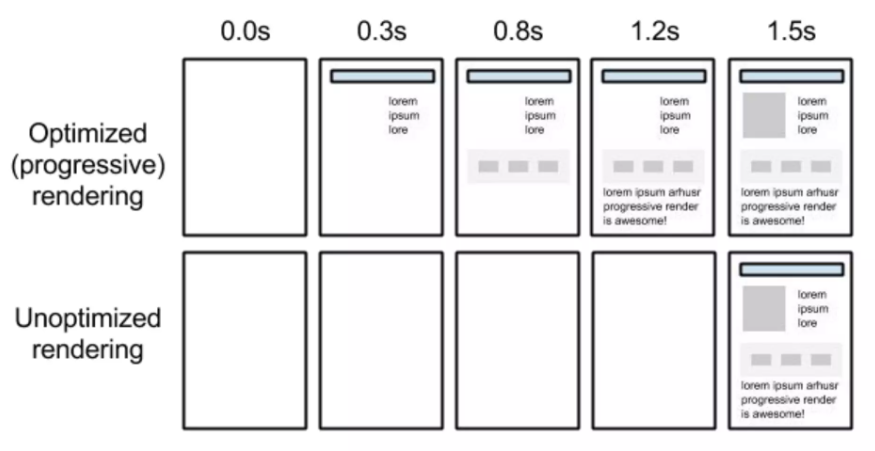 0.0s 0.3s 0.8s 1.2s 1.5s
Optimized
(progressive)
rendering
lorem
ipsum
lore
lorem
ipsum
lore
lorem
ipsum
lore
lorem ipsum arhusr
progressive render
is awesome!
lorem
ipsum
lore
lorem ipsum arhusr
progressive render
is awesome!
Unoptimized
rendering
lorem
ipsum
lore
lorem ipsum arhusr
progressive render
is awesome!